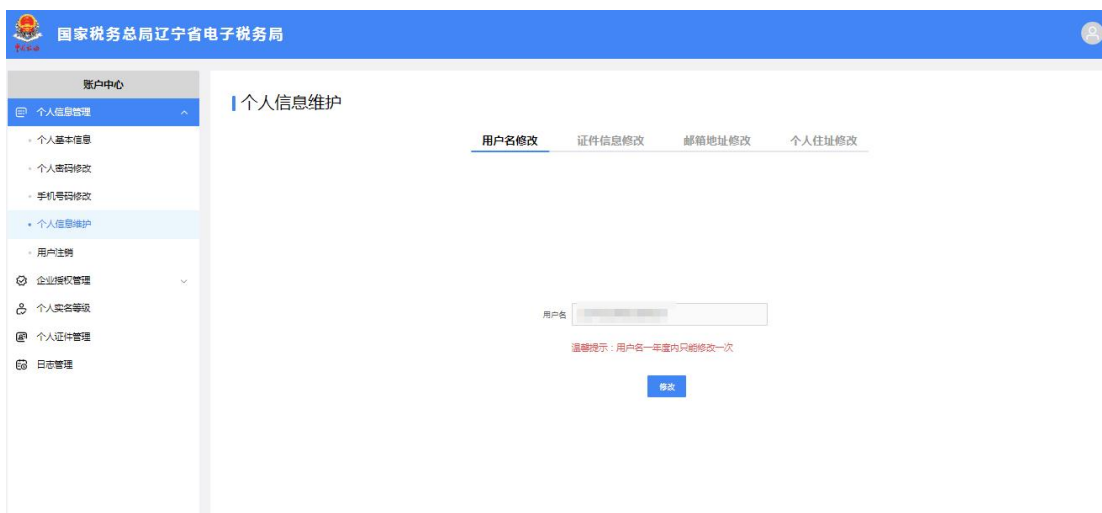 国家税务总局辽宁省电子税务局
账户中心
个人信息管理
个人基本信息
个人密码修改
手机号码修改
个人信息维护
用户注销
企业授权管理
个人实名等级
个人证件管理
日志管理
个人信息维护
用户名修改 证件信息修改 邮箱地址修改 个人住址修改
用户名
温馨提示：用户名一年度内只能修改一次
修改